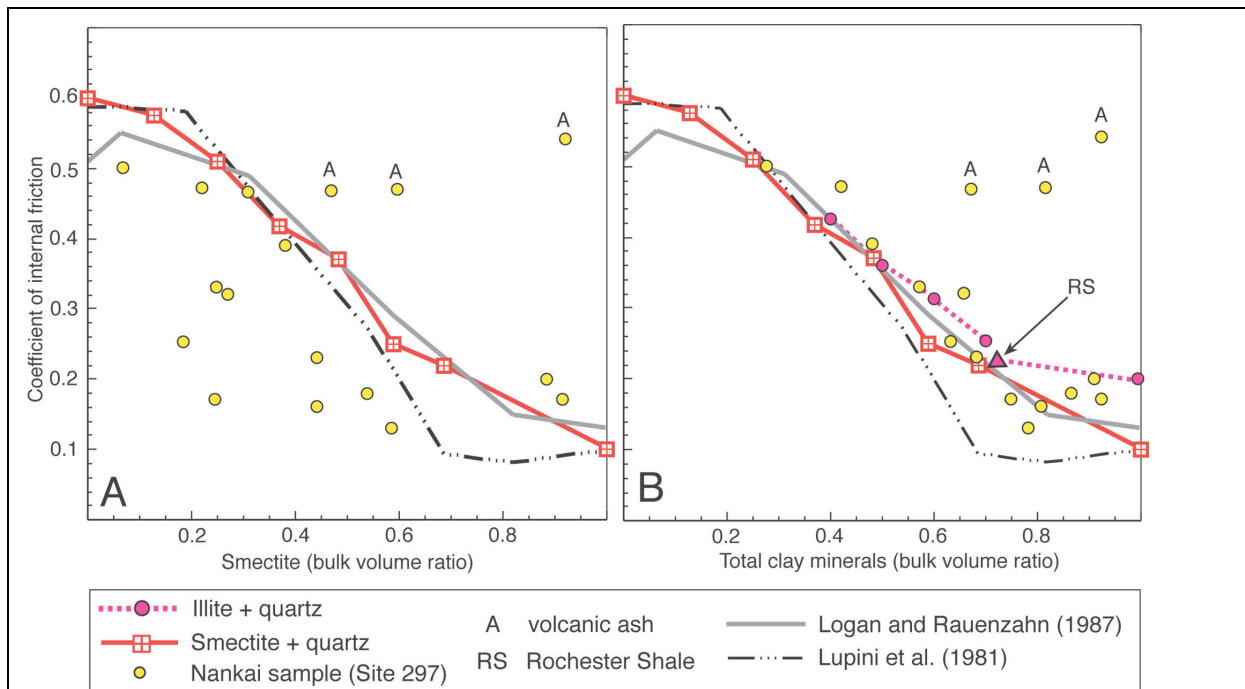 Coefficient of internal friction
0.6
0.5
0.4
0.3
0.2
0.1
A
A
A
A
0.2 0.4 0.6 0.8
Smectite (bulk volume ratio)
A
A
A
RS
B
0.2 0.4 0.6 0.8
Total clay minerals (bulk volume ratio)
Illite + quartz
Smectite + quartz
Nankai sample (Site 297)
A volcanic ash
RS Rochester Shale
Logan and Rauenzahn (1987)
Lupini et al. (1981)